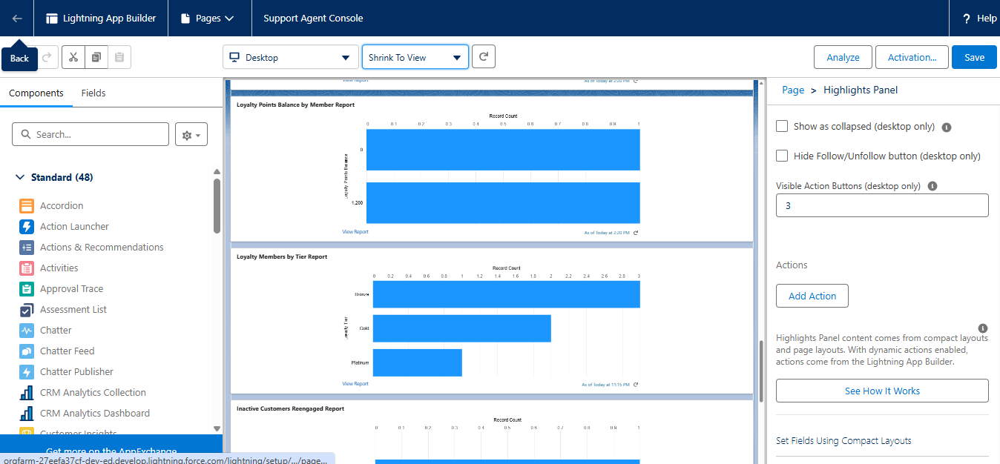 Lightning App Builder
Pages
Support Agent Console
? Help
Back
Desktop
Shrink To View
Analyze
Activation...
Save
Components
Fields
Search...
Standard (48)
Accordion
Action Launcher
Actions & Recommendations
Activities
Approval Trace
Assessment List
Chatter
Chatter Feed
Chatter Publisher
CRM Analytics Collection
CRM Analytics Dashboard
Customer Insights
Get more on the AppExchange
orgfarm-27eefa37cf-dev-ed.develop.lightning.force.com/lightning/setup/.../page...
View Report
As of Today at 2:20 PM
Loyalty Points Balance by Member Report
Record Count
0 0.1 0.2 0.3 0.4 0.5 0.6 0.7 0.8 0.9 1
Loyalty Points Balance
0
1,200
View Report
As of Today at 2:20 PM
Loyalty Members by Tier Report
Record Count
0 0.2 0.4 0.6 0.8 1 1.2 1.4 1.6 1.8 2 2.2 2.4 2.6 2.8 3
Loyalty Tier
Bronze
Gold
Platinum
View Report
As of Today at 11:15 PM
Inactive Customers Reengaged Report
Record Count
0 0.1 0.2 0.3 0.4 0.5 0.6 0.7 0.8 0.9 1
Page > Highlights Panel
Show as collapsed (desktop only)
Hide Follow/Unfollow button (desktop only)
Visible Action Buttons (desktop only)
3
Actions
Add Action
Highlights Panel content comes from compact layouts
and page layouts. With dynamic actions enabled,
actions come from the Lightning App Builder.
See How It Works
Set Fields Using Compact Layouts